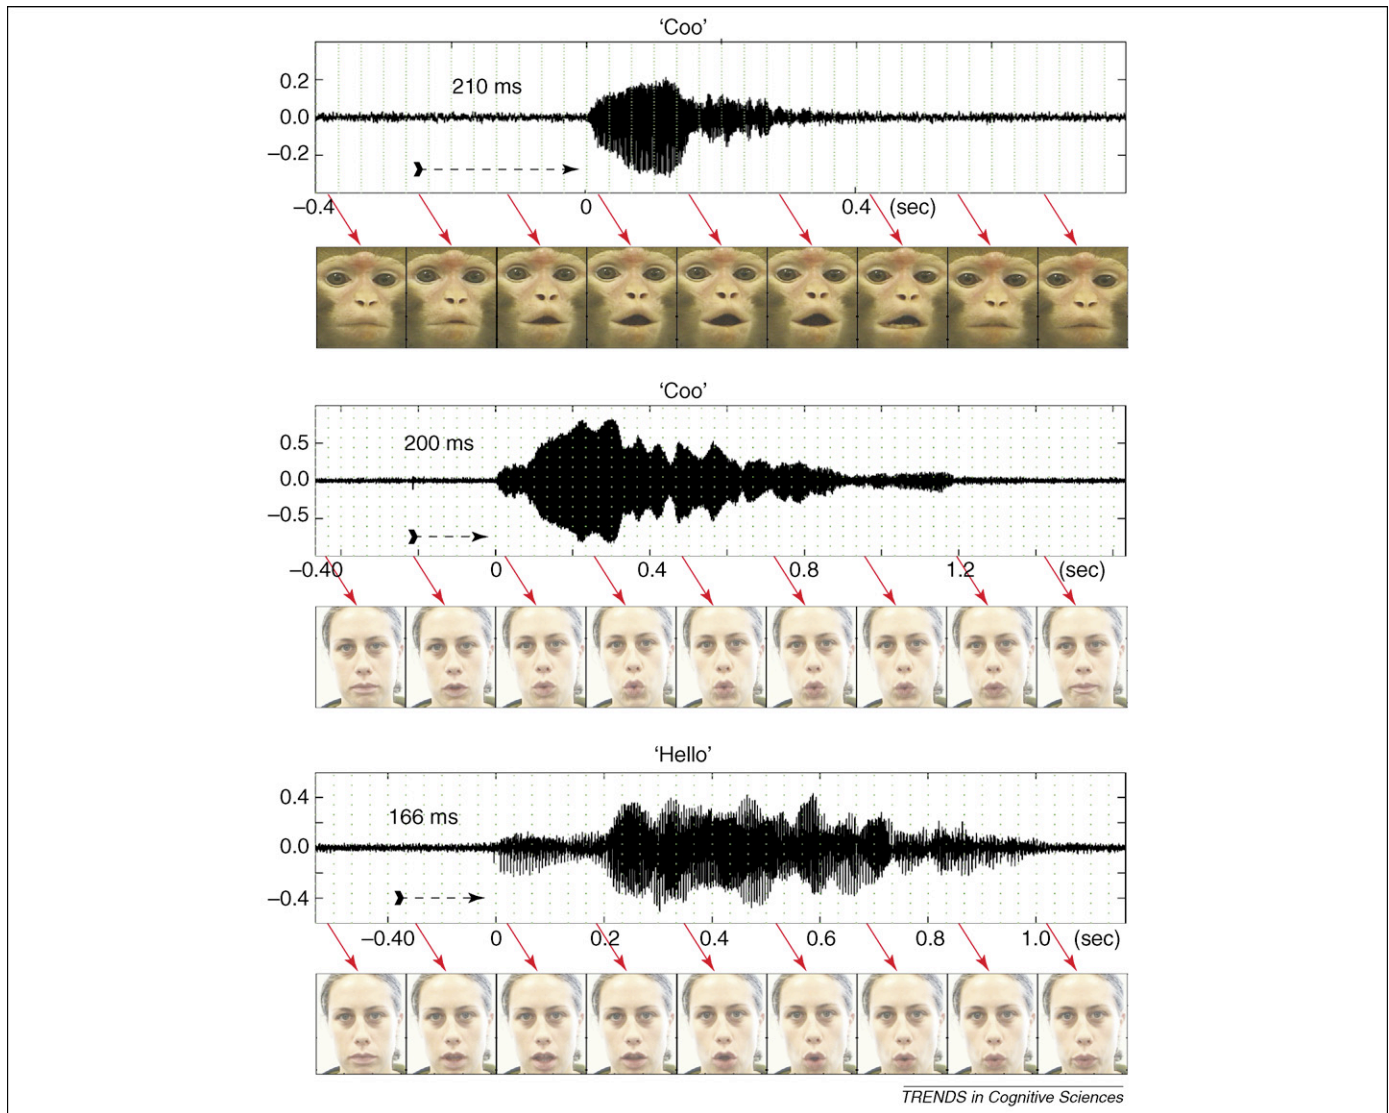 ‘Coo’
0.2
210 ms
0.0
–0.2
–0.4 0 0.4 (sec)
‘Coo’
0.5
200 ms
0.0
–0.5
–0.40 0 0.4 0.8 1.2 (sec)
‘Hello’
0.4
166 ms
0.0
–0.4
–0.40 0 0.2 0.4 0.6 0.8 1.0 (sec)
TRENDS in Cognitive Sciences